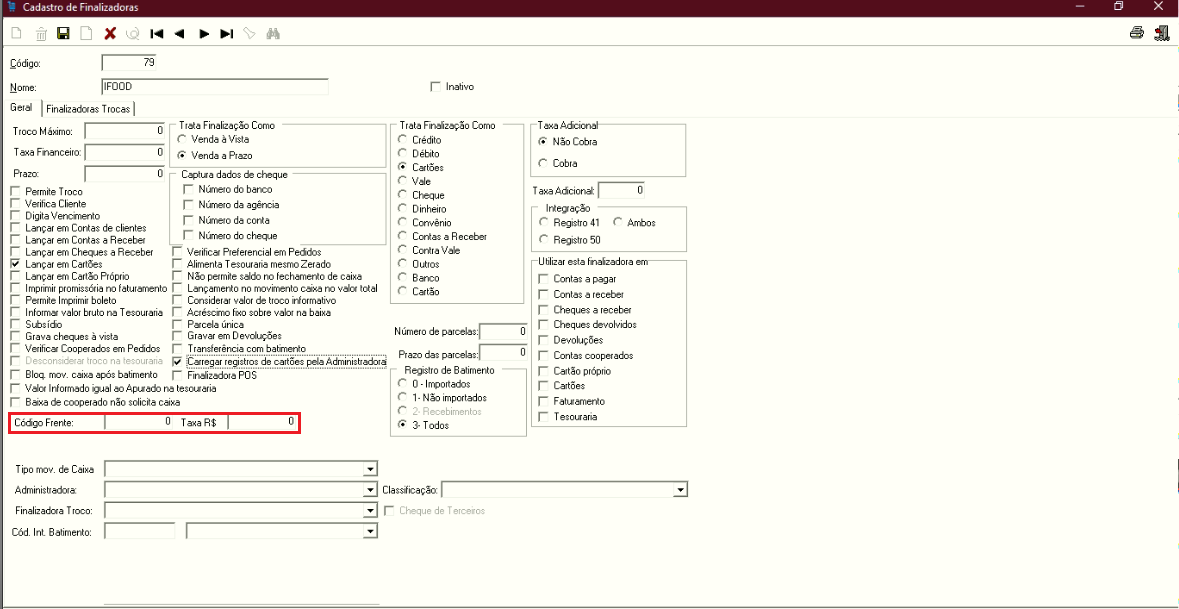 Cadastro de Finalizadoras
Código: 79
Nome: IFOOD
Inativo
Geral
Finalizadoras Trocas
Troco Máximo: 0
Taxa Financeiro: 0
Prazo: 0
Permite Troco
Verifica Cliente
Digita Vencimento
Lançar em Contas de clientes
Lançar em Contas a Receber
Lançar em Cheques a Receber
Lançar em Cartões
Lançar em Cartão Próprio
Imprimir promissória no faturamento
Permite Imprimir boleto
Informar valor bruto na Tesouraria
Subsídio
Grava cheques à vista
Verificar Cooperados em Pedidos
Desconsiderar troco na tesouraria
Bloq. mov. caixa após batimento
Valor Informado igual ao Apurado na tesouraria
Baixa de cooperado não solicita caixa
Trata Finalização Como
Venda à Vista
Venda a Prazo
Captura dados de cheque
Número do banco
Número da agência
Número da conta
Número do cheque
Verificar Preferencial em Pedidos
Alimenta Tesouraria mesmo Zerado
Não permite saldo no fechamento de caixa
Lançamento no movimento caixa no valor total
Considerar valor de troco informativo
Acréscimo fixo sobre valor na baixa
Parcela única
Gravar em Devoluções
Transferência com batimento
Carregar registros de cartões pela Administradora
Finalizadora POS
Trata Finalização Como
Crédito
Débito
Cartões
Vale
Cheque
Dinheiro
Convênio
Contas a Receber
Contra Vale
Outros
Banco
Cartão
Número de parcelas: 0
Prazo das parcelas: 0
Registro de Batimento
0 - Importados
1- Não importados
2- Recebimentos
3- Todos
Taxa Adicional
Não Cobra
Cobra
Taxa Adicional: 0
Integração
Registro 41
Ambos
Registro 50
Utilizar esta finalizadora em
Contas a pagar
Contas a receber
Cheques a receber
Cheques devolvidos
Devoluções
Contas cooperados
Cartão próprio
Cartões
Faturamento
Tesouraria
Código Frente: 0 Taxa R$ 0
Tipo mov. de Caixa
Administradora:
Classificação:
Finalizadora Troco:
Cheque de Terceiros
Cód. Int. Batimento: